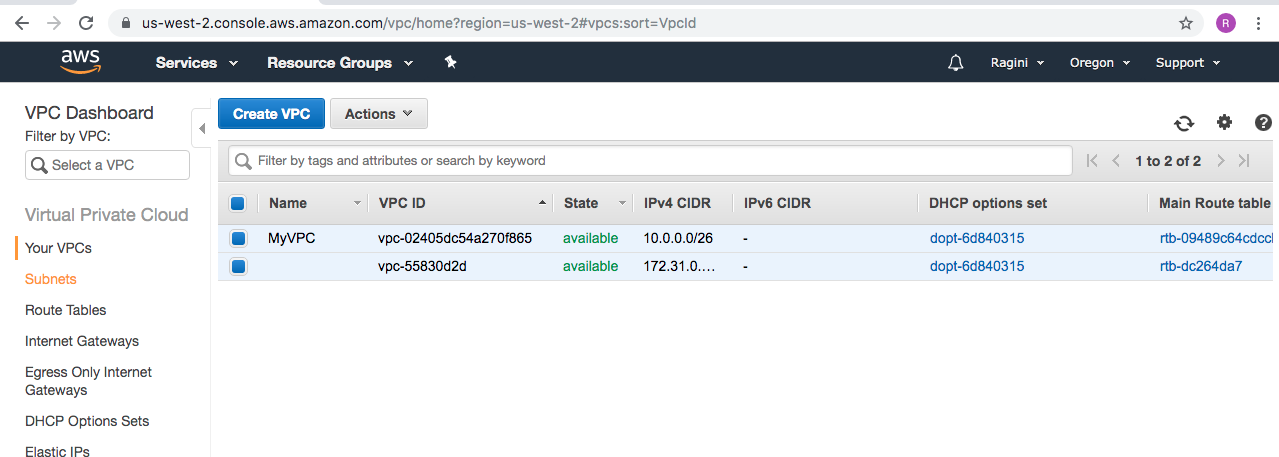 us-west-2.console.aws.amazon.com/vpc/home?region=us-west-2#vpcs:sort=VpcId
R
aws Services Resource Groups Ragini Oregon Support
VPC Dashboard
Filter by VPC:
Select a VPC
Virtual Private Cloud
Your VPCs
Subnets
Route Tables
Internet Gateways
Egress Only Internet
Gateways
DHCP Options Sets
Elastic IPs
Create VPC Actions
?
Filter by tags and attributes or search by keyword 1 to 2 of 2
Name VPC ID State IPv4 CIDR IPv6 CIDR DHCP options set Main Route table
MyVPC vpc-02405dc54a270f865 available 10.0.0.0/26 - dopt-6d840315
vpc-55830d2d available 172.31.0.... - dopt-6d840315 rtb-dc264da7